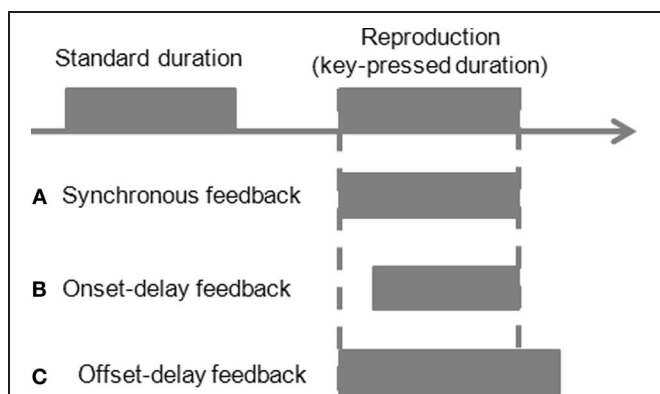 Standard duration
Reproduction
(key-pressed duration)
A Synchronous feedback
B Onset-delay feedback
C Offset-delay feedback